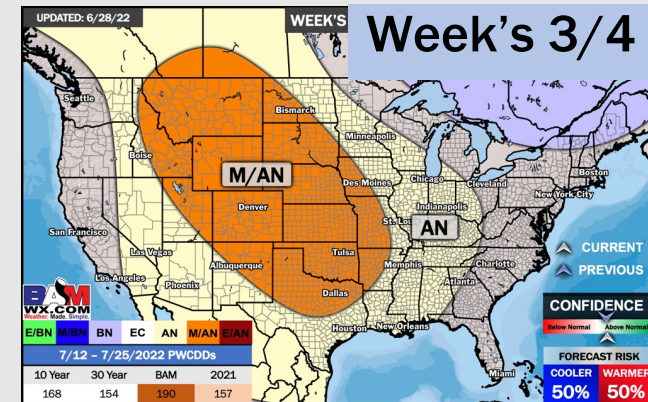 UPDATED: 6/28/22
WEEK'S
Week's 3/4
Seattle
Bismarck
Minneapolis
Boise
M/AN
Des Moines
Chicago
Cleveland
Boston
New York City
Denver
Indianapolis
St. Lou
AN
San Francisco
Las Vegas
Albuquerque
Tulsa
Memphis
Charlotte
CURRENT
PREVIOUS
Los Angeles
Phoenix
Dallas
Atlanta
BAM
WX.COM
Weather. Made. Simple.
Houston
New Orleans
Miami
CONFIDENCE
Below Normal
Above Normal
E/BN M/BN BN EC AN M/AN E/AN
7/12 – 7/25/2022 PWCDDs
10 Year 30 Year BAM 2021
168 154 190 157
FORECAST RISK
COOLER WARMER
50% 50%